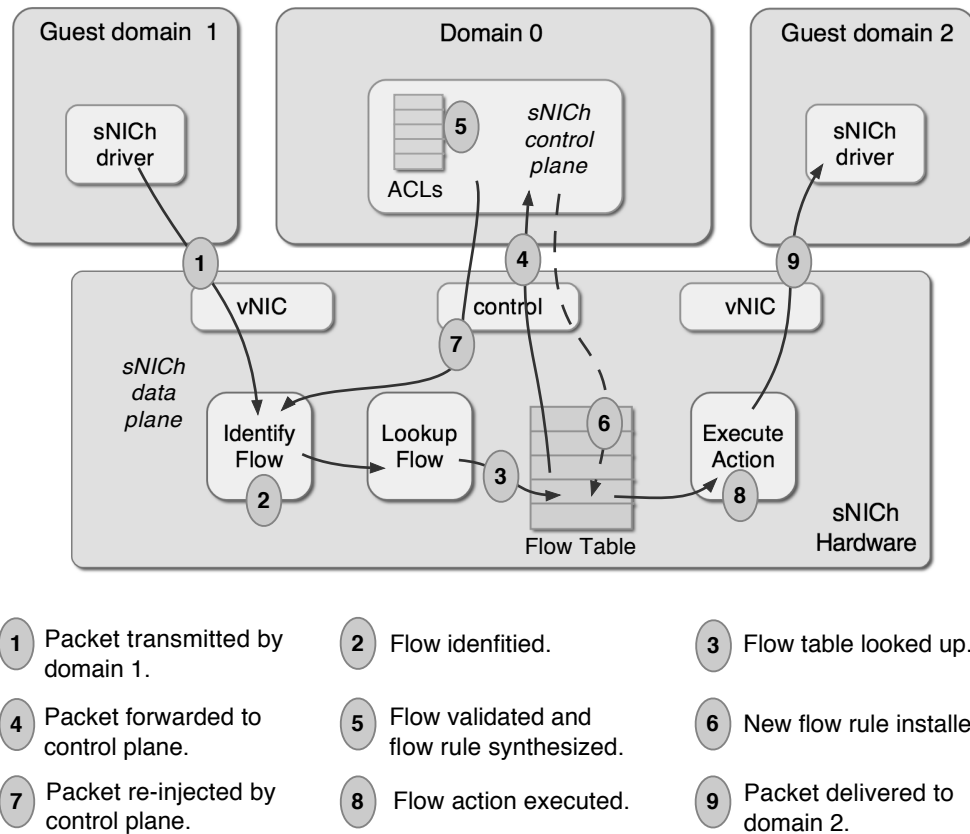 Guest domain 1
Domain 0
Guest domain 2
sNICh
driver
5
ACLs
sNICh
control
plane
sNICh
driver
1
4
9
vNIC
control
vNIC
7
sNICh
data
plane
Identify
Flow
2
Lookup
Flow
3
6
Flow Table
Execute
Action
8
sNICh
Hardware
1 Packet transmitted by
domain 1.
2 Flow idenfitied.
3 Flow table looked up.
4 Packet forwarded to
control plane.
5 Flow validated and
flow rule synthesized.
6 New flow rule installe
7 Packet re-injected by
control plane.
8 Flow action executed.
9 Packet delivered to
domain 2.